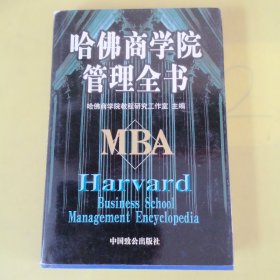 哈佛商学院
管理全书
哈佛商学院教程研究工作室 主编
MBA
Harvard
Business School
Management Encyclopedia
中国致公出版社